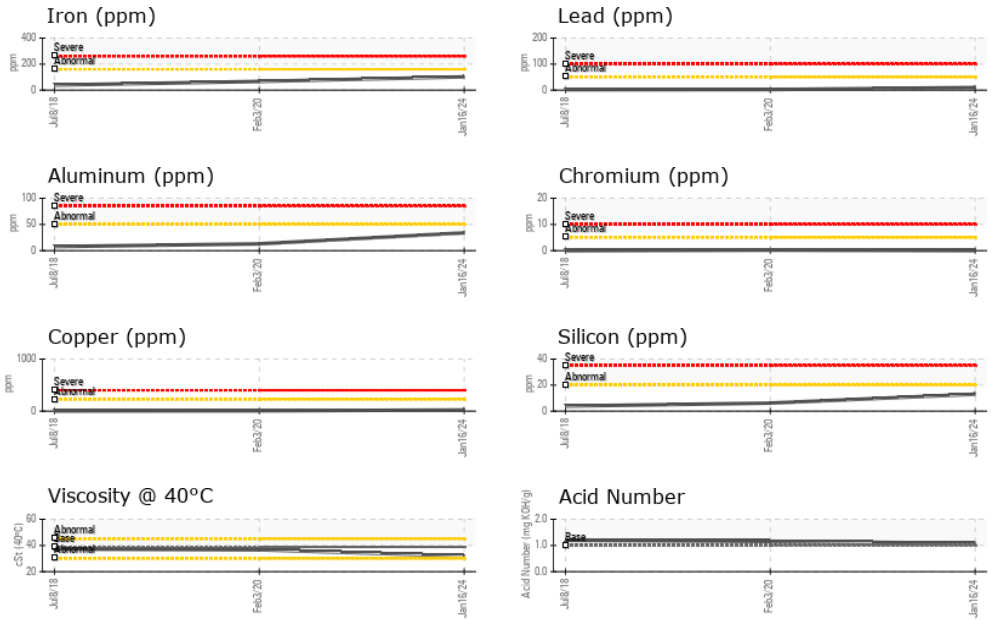 Iron (ppm)
400
200
0
ppm
Severe
Abnormal
Jul8/18
Feb3/20
Jan16/24
Lead (ppm)
200
100
0
ppm
Severe
Abnormal
Jul8/18
Feb3/20
Jan16/24
Aluminum (ppm)
100
50
0
ppm
Severe
Abnormal
Jul8/18
Feb3/20
Jan16/24
Chromium (ppm)
20
10
0
ppm
Severe
Abnormal
Jul8/18
Feb3/20
Jan16/24
Copper (ppm)
1000
0
ppm
Severe
Abnormal
Jul8/18
Feb3/20
Jan16/24
Silicon (ppm)
40
20
0
ppm
Severe
Abnormal
Jul8/18
Feb3/20
Jan16/24
Viscosity @ 40°C
60
40
20
cSt (40°C)
Abnormal
Base
Abnormal
Jul8/18
Feb3/20
Jan16/24
Acid Number
2.0
1.0
0.0
Acid Number (mg KOH/g)
Base
Jul8/18
Feb3/20
Jan16/24